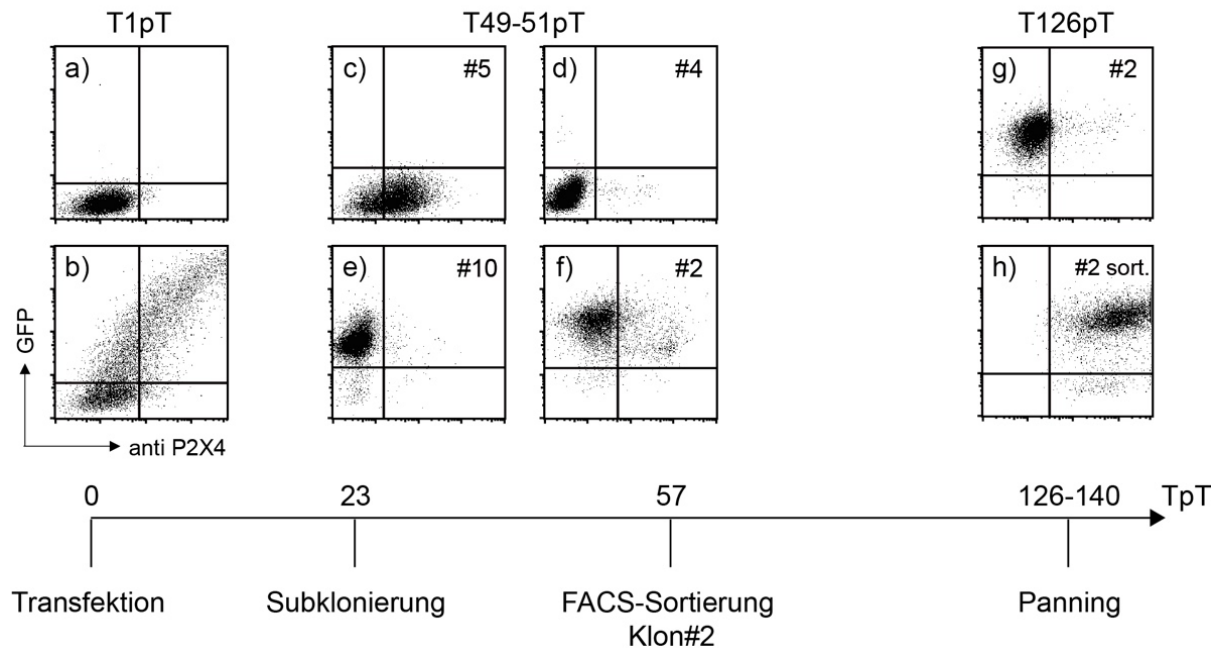 T1pT
T49-51pT
T126pT
a)
c) #5
d) #4
g) #2
b)
e) #10
f) #2
h) #2 sort.
GFP
anti P2X4
0 23 57 126-140 TpT
Transfektion Subklonierung FACS-Sortierung Panning
Klon#2